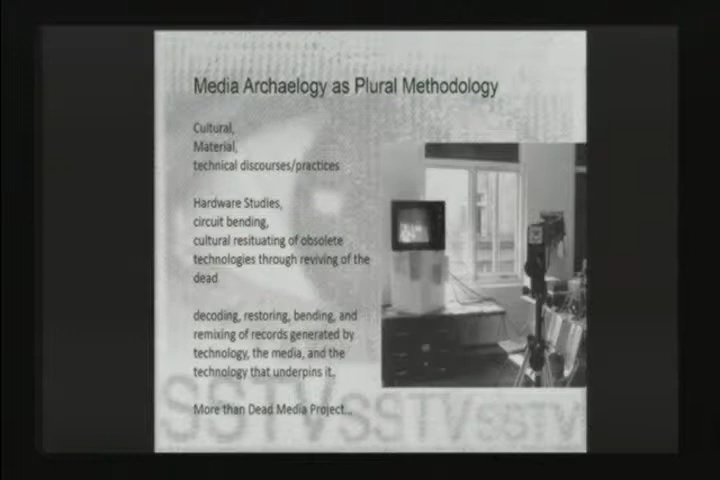 Media Archaelogy as Plural Methodology
Cultural,
Material,
technical discourses/practices
Hardware Studies,
circuit bending,
cultural resituating of obsolete
technologies through reviving of the
dead
decoding, restoring, bending, and
remixing of records generated by
technology, the media, and the
technology that underpins it.
More than Dead Media Project...
SSTVSSTVSSTV